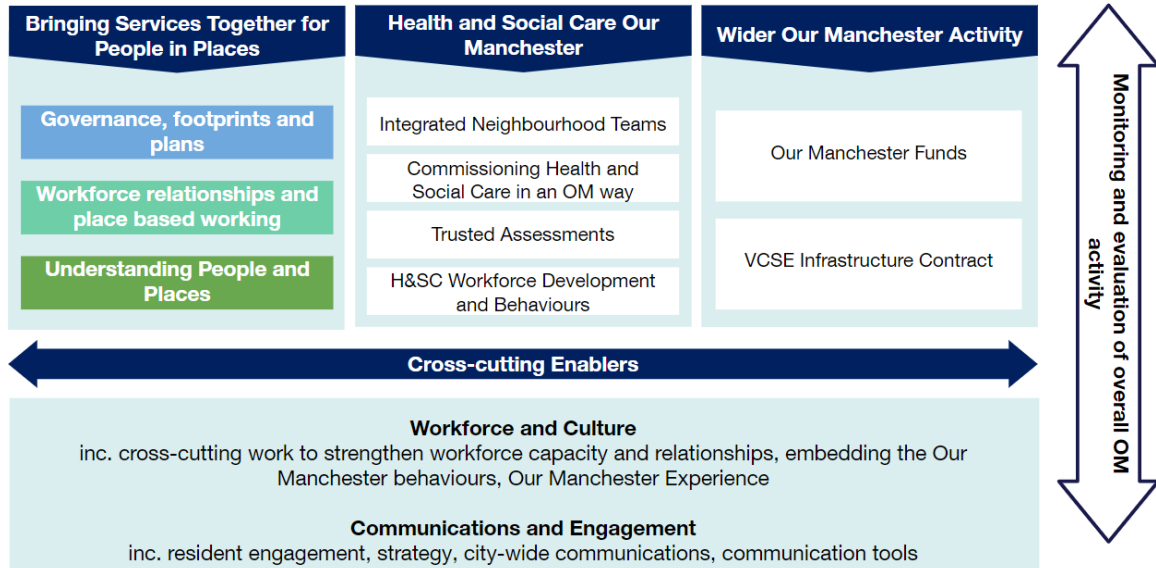 Bringing Services Together for
People in Places
Governance, footprints and
plans
Workforce relationships and
place based working
Understanding People and
Places
Health and Social Care Our
Manchester
Integrated Neighbourhood Teams
Commissioning Health and
Social Care in an OM way
Trusted Assessments
H&SC Workforce Development
and Behaviours
Wider Our Manchester Activity
Our Manchester Funds
VCSE Infrastructure Contract
Cross-cutting Enablers
Workforce and Culture
inc. cross-cutting work to strengthen workforce capacity and relationships, embedding the Our
Manchester behaviours, Our Manchester Experience
Communications and Engagement
inc. resident engagement, strategy, city-wide communications, communication tools
Monitoring and evaluation of overall OM
activity